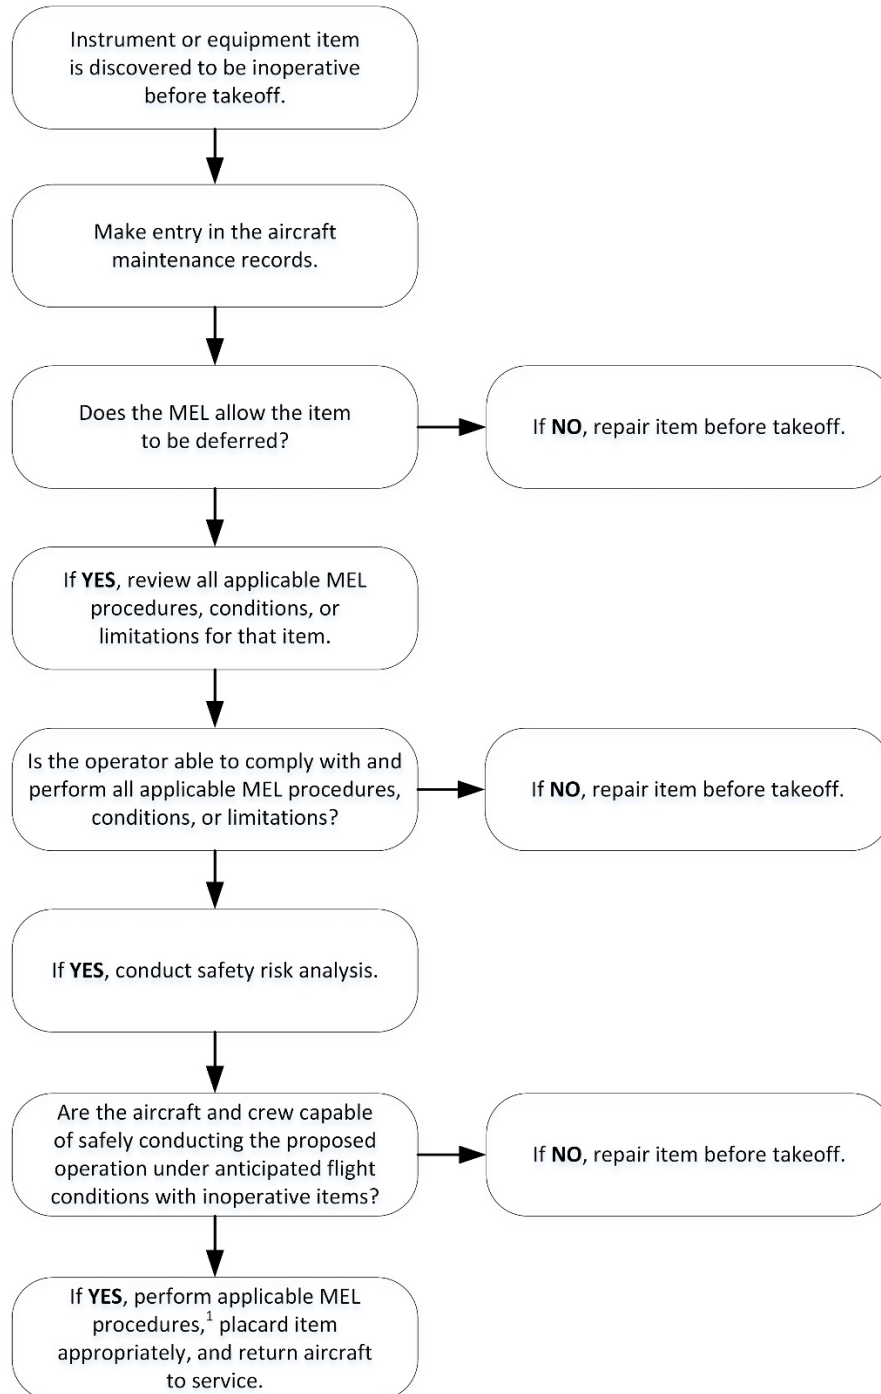 Instrument or equipment item
is discovered to be inoperative
before takeoff.
Make entry in the aircraft
maintenance records.
Does the MEL allow the item
to be deferred?
If NO, repair item before takeoff.
If YES, review all applicable MEL
procedures, conditions, or
limitations for that item.
Is the operator able to comply with and
perform all applicable MEL procedures,
conditions, or limitations?
If NO, repair item before takeoff.
If YES, conduct safety risk analysis.
Are the aircraft and crew capable
of safely conducting the proposed
operation under anticipated flight
conditions with inoperative items?
If NO, repair item before takeoff.
If YES, perform applicable MEL
procedures,¹ placard item
appropriately, and return aircraft
to service.